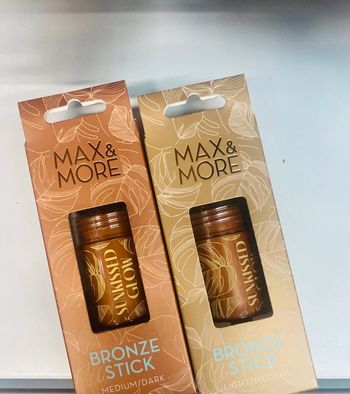 MAX&
MORE
SUNKISSED
GLOW
BRONZE
STICK
MEDIUM/DARK
MAX&
MORE
SUNKISSED
BRONZE
STICK
LIGHT/MEDIUM